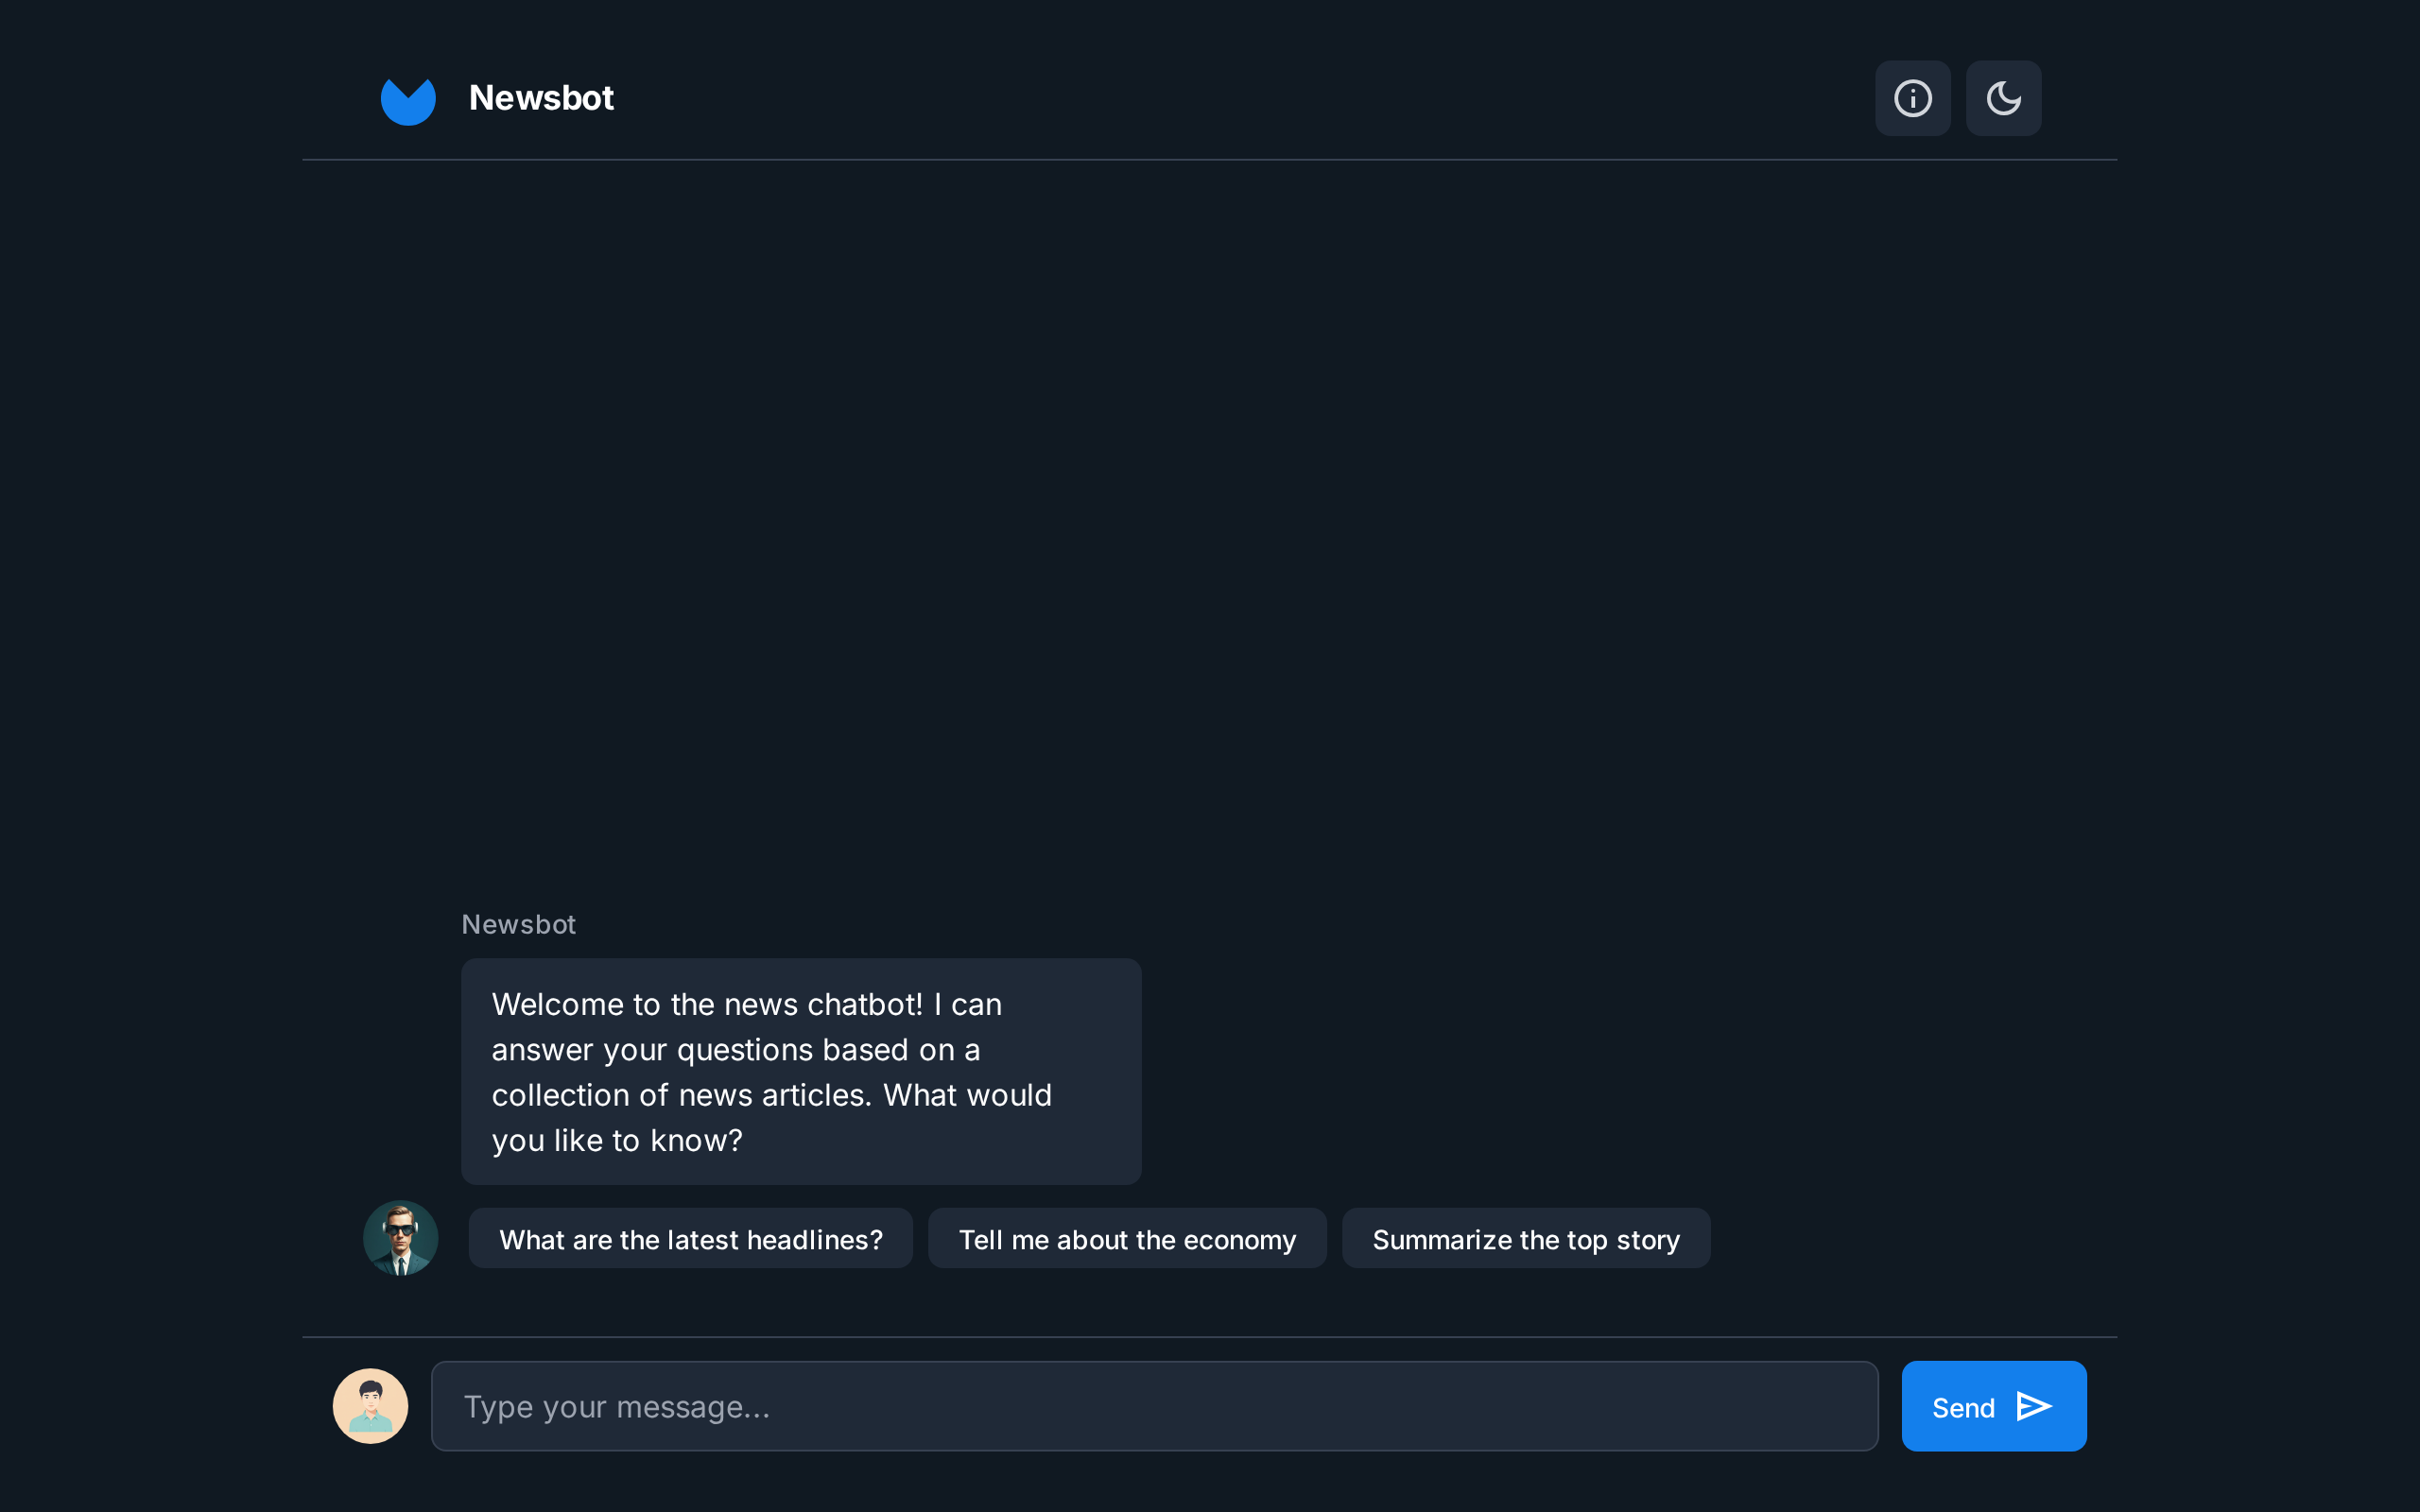 Newsbot
Newsbot
Welcome to the news chatbot! I can
answer your questions based on a
collection of news articles. What would
you like to know?
What are the latest headlines?
Tell me about the economy
Summarize the top story
Type your message...
Send